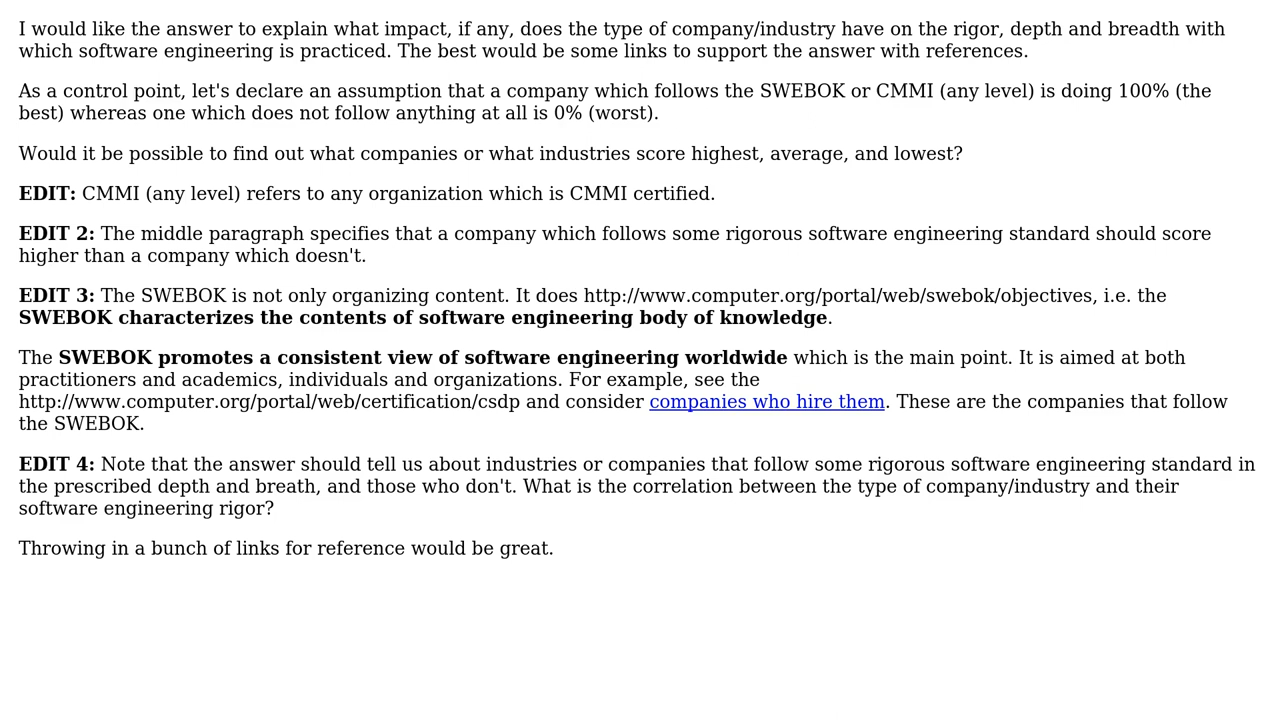 I would like the answer to explain what impact, if any, does the type of company/industry have on the rigor, depth and breadth with
which software engineering is practiced. The best would be some links to support the answer with references.
As a control point, let's declare an assumption that a company which follows the SWEBOK or CMMI (any level) is doing 100% (the
best) whereas one which does not follow anything at all is 0% (worst).
Would it be possible to find out what companies or what industries score highest, average, and lowest?
EDIT: CMMI (any level) refers to any organization which is CMMI certified.
EDIT 2: The middle paragraph specifies that a company which follows some rigorous software engineering standard should score
higher than a company which doesn't.
EDIT 3: The SWEBOK is not only organizing content. It does http://www.computer.org/portal/web/swebok/objectives, i.e. the
SWEBOK characterizes the contents of software engineering body of knowledge.
The SWEBOK promotes a consistent view of software engineering worldwide which is the main point. It is aimed at both
practitioners and academics, individuals and organizations. For example, see the
http://www.computer.org/portal/web/certification/csdp and consider companies who hire them. These are the companies that follow
the SWEBOK.
EDIT 4: Note that the answer should tell us about industries or companies that follow some rigorous software engineering standard in
the prescribed depth and breath, and those who don't. What is the correlation between the type of company/industry and their
software engineering rigor?
Throwing in a bunch of links for reference would be great.